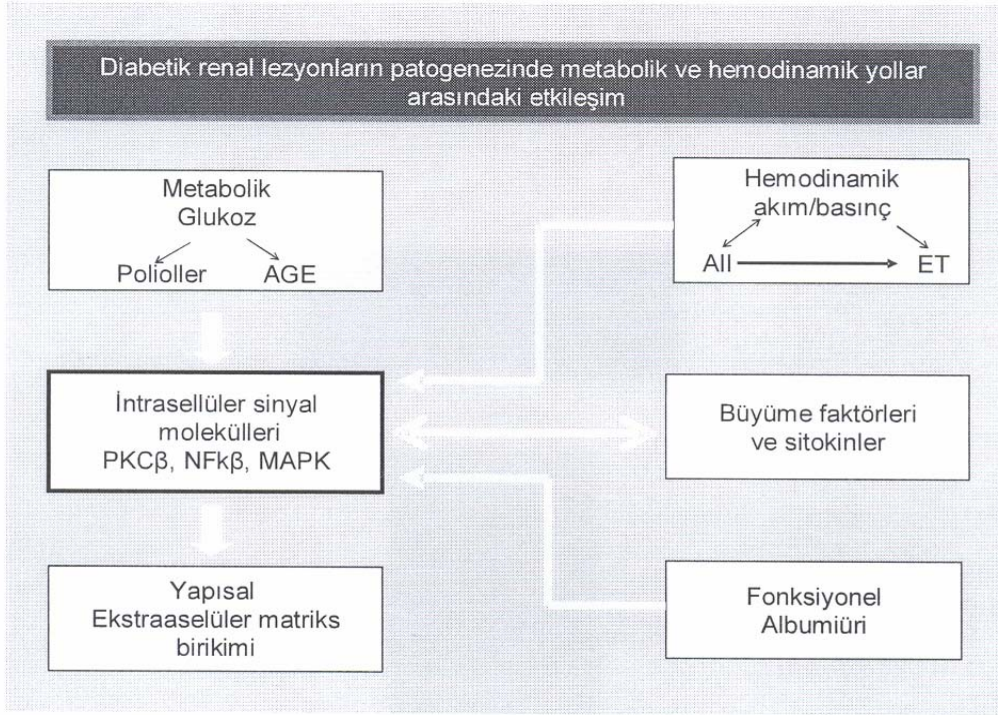 Diabetik renal lezyonların patogenezinde metabolik ve hemodinamik yollar
arasındaki etkileşim
Metabolik
Glukoz
Polioller AGE
Hemodinamik
akım/basınç
AII ET
İntrasellüler sinyal
molekülleri
PKCβ, NFkβ, MAPK
Büyüme faktörleri
ve sitokinler
Yapısal
Ekstraaselüler matriks
birikimi
Fonksiyonel
Albumiüri